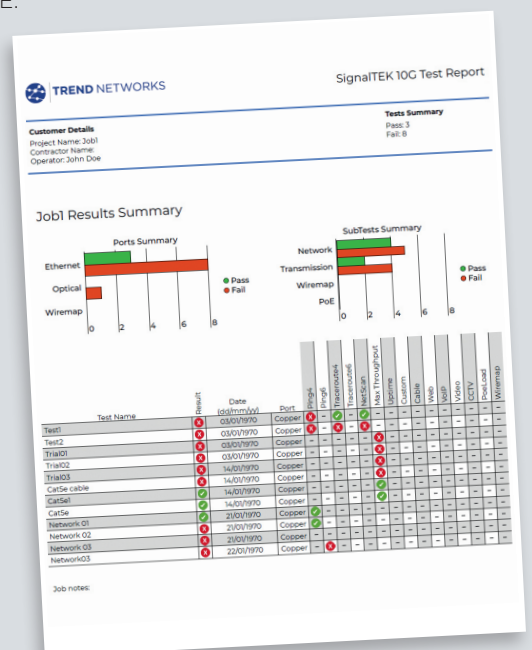 E.
TREND NETWORKS
SignalTEK 10G Test Report
Customer Details
Project Name: Job1
Contractor Name:
Operator: John Doe
Tests Summary
Pass: 3
Fail: 8
Job1 Results Summary
Ports Summary
Ethernet
Optical
Wiremap
0 2 4 6 8
Pass
Fail
SubTests Summary
Network
Transmission
Wiremap
PoE
0 2 4 6 8
Pass
Fail
Test Name Result Date (dd/mm/yy) Port Ping4 Ping6 Traceroute4 Traceroute6 NetScan Max Throughput Uptime Custom Cable Web VoIP Video CCTV PoeLoad Wiremap
Test1 03/01/1970 Copper
Test2 03/01/1970 Copper
Trial01 03/01/1970 Copper
Trial02 03/01/1970 Copper
Trial03 14/01/1970 Copper
Cat5e cable 14/01/1970 Copper
Cat5e1 14/01/1970 Copper
Cat5e 14/01/1970 Copper
Network 01 21/01/1970 Copper
Network 02 21/01/1970 Copper
Network 03 21/01/1970 Copper
Network03 22/01/1970 Copper
Job notes: